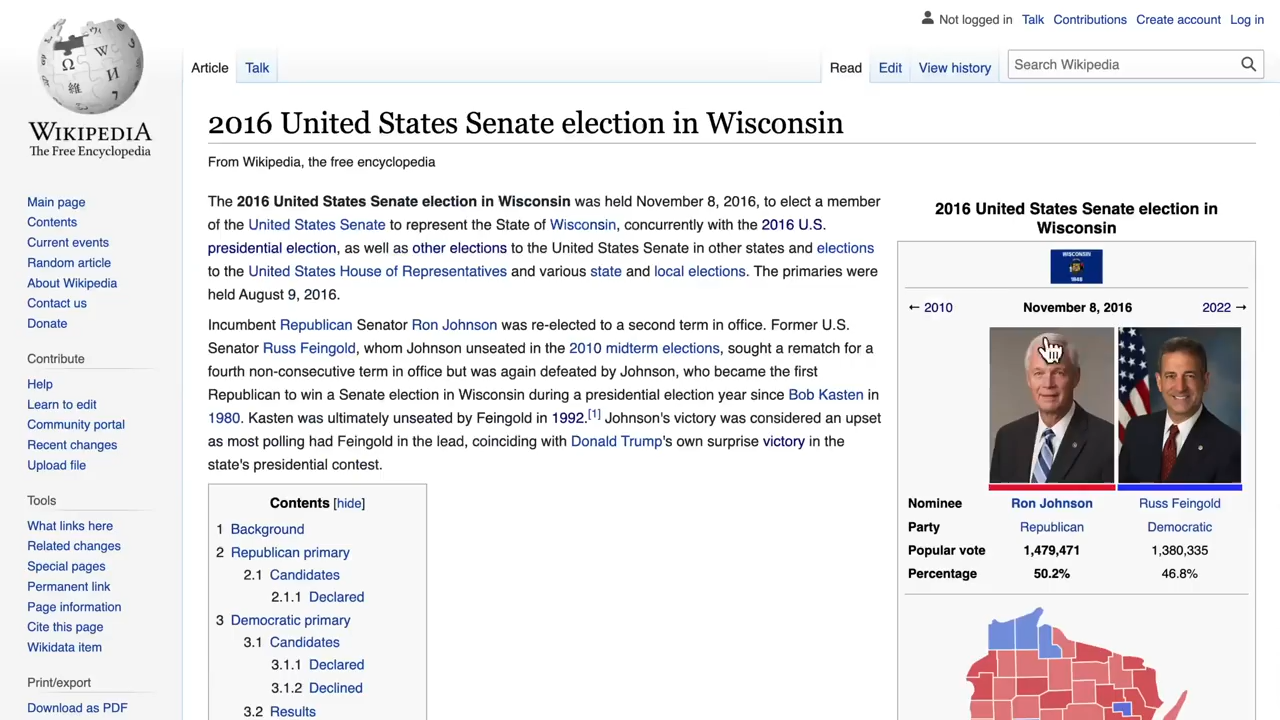 Not logged in Talk Contributions Create account Log in
WIKIPEDIA
The Free Encyclopedia
Article Talk
Read Edit View history
Search Wikipedia
Main page
Contents
Current events
Random article
About Wikipedia
Contact us
Donate
Contribute
Help
Learn to edit
Community portal
Recent changes
Upload file
Tools
What links here
Related changes
Special pages
Permanent link
Page information
Cite this page
Wikidata item
Print/export
Download as PDF
2016 United States Senate election in Wisconsin
From Wikipedia, the free encyclopedia
The 2016 United States Senate election in Wisconsin was held November 8, 2016, to elect a member
of the United States Senate to represent the State of Wisconsin, concurrently with the 2016 U.S.
presidential election, as well as other elections to the United States Senate in other states and elections
to the United States House of Representatives and various state and local elections. The primaries were
held August 9, 2016.
Incumbent Republican Senator Ron Johnson was re-elected to a second term in office. Former U.S.
Senator Russ Feingold, whom Johnson unseated in the 2010 midterm elections, sought a rematch for a
fourth non-consecutive term in office but was again defeated by Johnson, who became the first
Republican to win a Senate election in Wisconsin during a presidential election year since Bob Kasten in
1980. Kasten was ultimately unseated by Feingold in 1992.[1] Johnson's victory was considered an upset
as most polling had Feingold in the lead, coinciding with Donald Trump's own surprise victory in the
state's presidential contest.
Contents [hide]
1 Background
2 Republican primary
2.1 Candidates
2.1.1 Declared
3 Democratic primary
3.1 Candidates
3.1.1 Declared
3.1.2 Declined
3.2 Results
2016 United States Senate election in
Wisconsin
WISCONSIN
1848
← 2010 November 8, 2016 2022 →
Nominee Ron Johnson Russ Feingold
Party Republican Democratic
Popular vote 1,479,471 1,380,335
Percentage 50.2% 46.8%